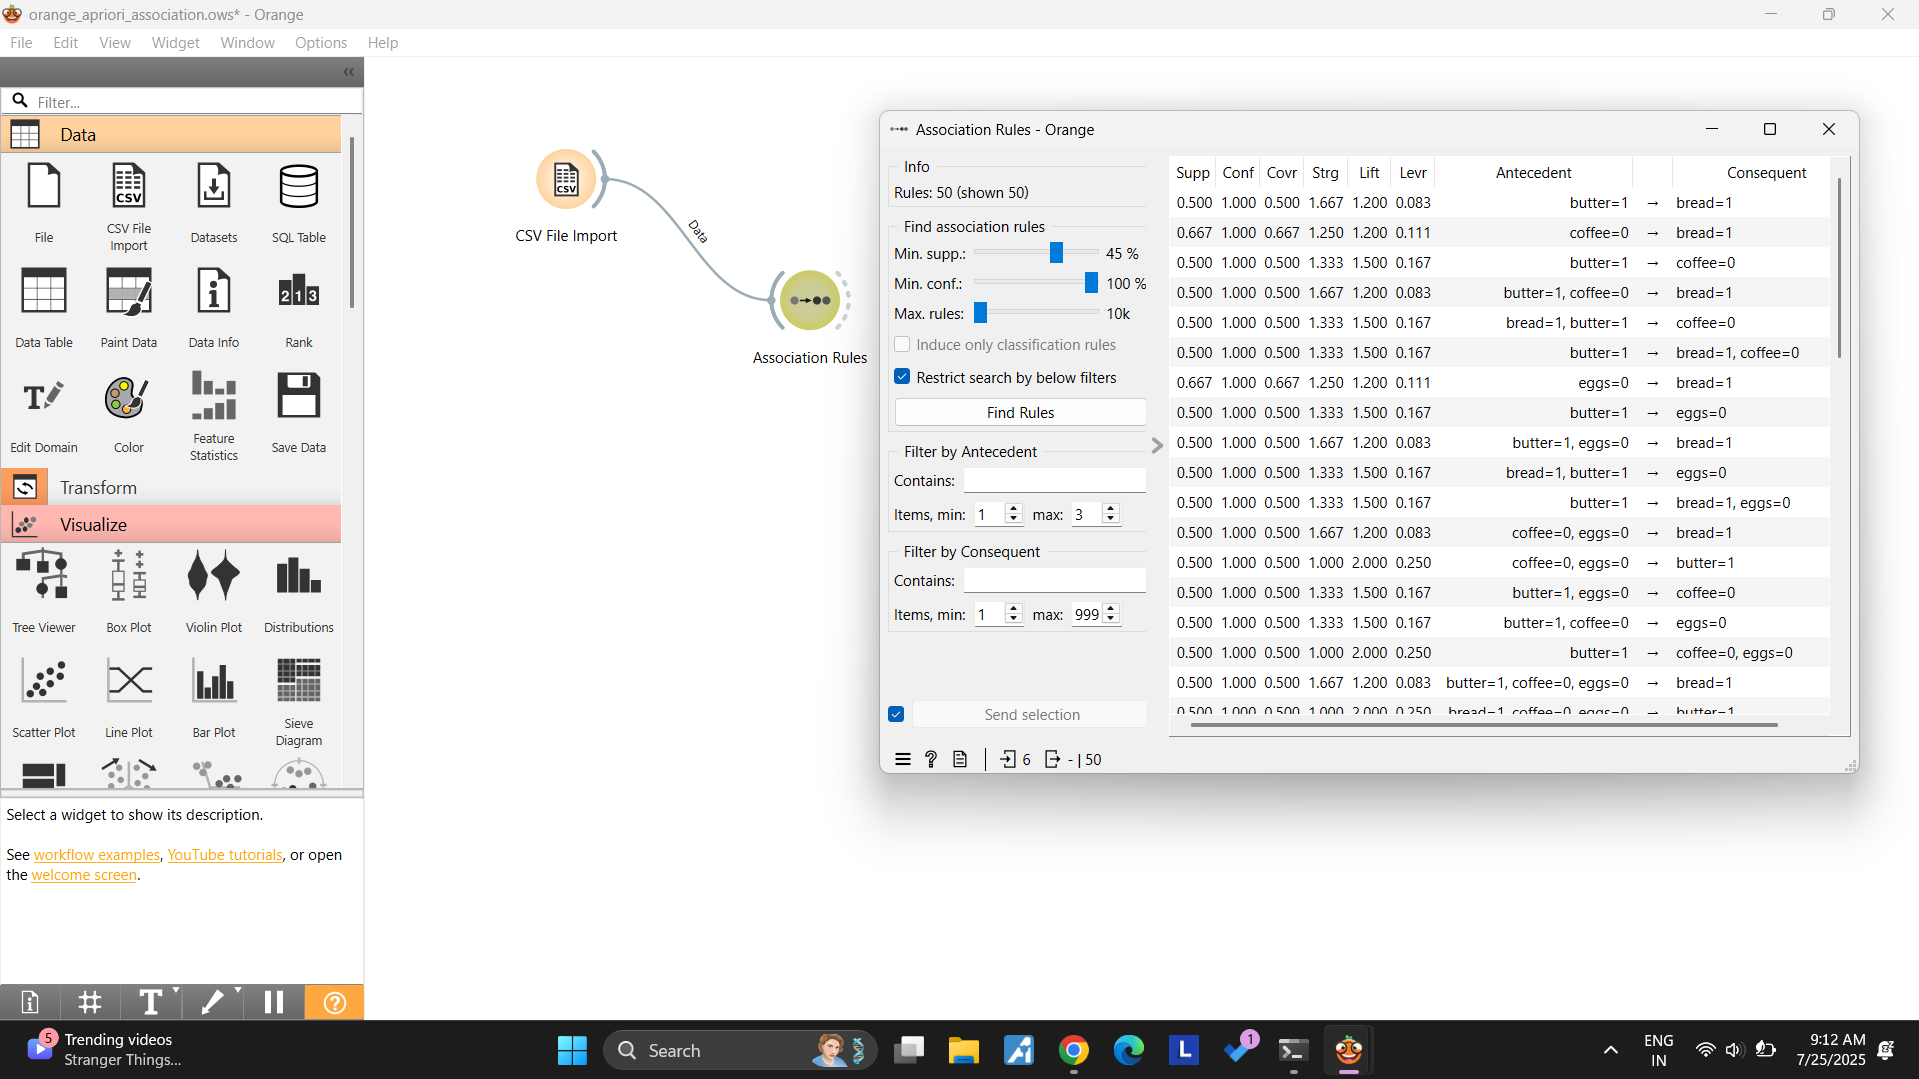 orange_apriori_association.ows* - Orange
File Edit View Widget Window Options Help
Filter...
Data
File
CSV File Import
Datasets
SQL Table
Data Table
Paint Data
Data Info
Rank
Edit Domain
Color
Feature Statistics
Save Data
Transform
Visualize
Tree Viewer
Box Plot
Violin Plot
Distributions
Scatter Plot
Line Plot
Bar Plot
Sieve Diagram
Select a widget to show its description.
See workflow examples, YouTube tutorials, or open
the welcome screen.
CSV
CSV File Import
Data
Association Rules
Association Rules - Orange
Info
Rules: 50 (shown 50)
Find association rules
Min. supp.: 45 %
Min. conf.: 100 %
Max. rules: 10k
Induce only classification rules
Restrict search by below filters
Find Rules
Filter by Antecedent
Contains:
Items, min: 1 max: 3
Filter by Consequent
Contains:
Items, min: 1 max: 999
Send selection
6 - | 50
Supp Conf Covr Strg Lift Levr Antecedent Consequent
0.500 1.000 0.500 1.667 1.200 0.083 butter=1 → bread=1
0.667 1.000 0.667 1.250 1.200 0.111 coffee=0 → bread=1
0.500 1.000 0.500 1.333 1.500 0.167 butter=1 → coffee=0
0.500 1.000 0.500 1.667 1.200 0.083 butter=1, coffee=0 → bread=1
0.500 1.000 0.500 1.333 1.500 0.167 bread=1, butter=1 → coffee=0
0.500 1.000 0.500 1.333 1.500 0.167 butter=1 → bread=1, coffee=0
0.667 1.000 0.667 1.250 1.200 0.111 eggs=0 → bread=1
0.500 1.000 0.500 1.333 1.500 0.167 butter=1 → eggs=0
0.500 1.000 0.500 1.667 1.200 0.083 butter=1, eggs=0 → bread=1
0.500 1.000 0.500 1.333 1.500 0.167 bread=1, butter=1 → eggs=0
0.500 1.000 0.500 1.333 1.500 0.167 butter=1 → bread=1, eggs=0
0.500 1.000 0.500 1.667 1.200 0.083 coffee=0, eggs=0 → bread=1
0.500 1.000 0.500 1.000 2.000 0.250 coffee=0, eggs=0 → butter=1
0.500 1.000 0.500 1.333 1.500 0.167 butter=1, eggs=0 → coffee=0
0.500 1.000 0.500 1.333 1.500 0.167 butter=1, coffee=0 → eggs=0
0.500 1.000 0.500 1.000 2.000 0.250 butter=1 → coffee=0, eggs=0
0.500 1.000 0.500 1.667 1.200 0.083 butter=1, coffee=0, eggs=0 → bread=1
0.500 1.000 0.500 1.000 2.000 0.250 bread=1, coffee=0, eggs=0 → butter=1
5
Trending videos
Stranger Things...
Search
L
1
ENG
IN
9:12 AM
7/25/2025